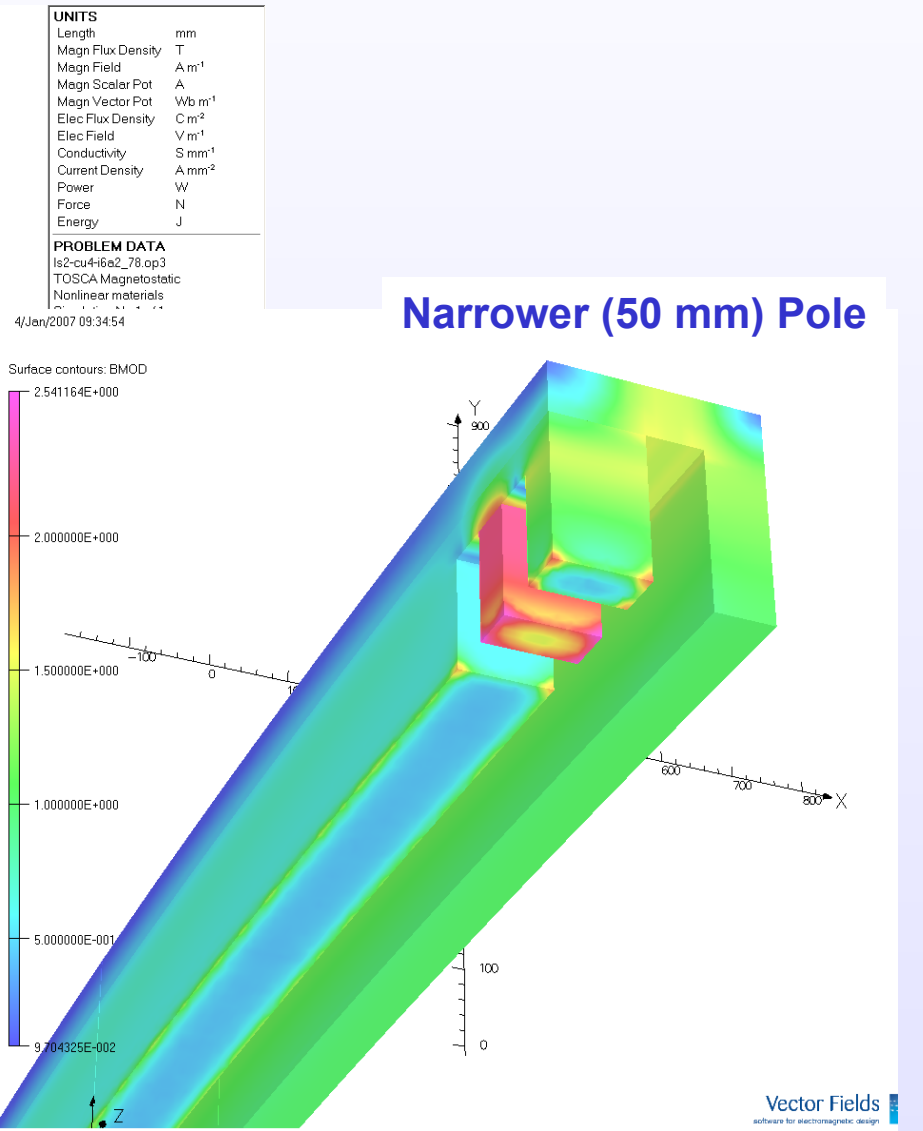 UNITS
Length mm
Magn Flux Density T
Magn Field A m⁻¹
Magn Scalar Pot A
Magn Vector Pot Wb m⁻¹
Elec Flux Density C m⁻²
Elec Field V m⁻¹
Conductivity S mm⁻¹
Current Density A mm⁻²
Power W
Force N
Energy J
PROBLEM DATA
ls2-cu4-i6a2_78.op3
TOSCA Magnetostatic
Nonlinear materials
4/Jan/2007 09:34:54
Narrower (50 mm) Pole
Surface contours: BMOD
2.541164E+000
2.000000E+000
1.500000E+000
1.000000E+000
5.000000E-001
9.704325E-002
Y
900
-100
0
600
700
800
X
100
0
Z
Vector Fields
software for electromagnetic design